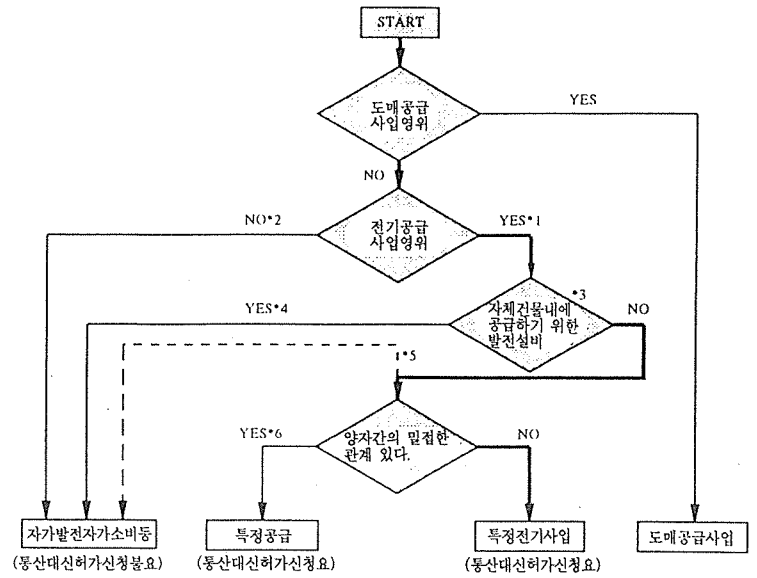 START
도매공급
사업영위
YES
NO
NO*2
전기공급
사업영위
YES*1
*3
YES*4
자체건물내에
공급하기 위한
발전설비
NO
*5
YES*6
양자간의 밀접한
관계 있다.
NO
자가발전자가소비등
특정공급
특정전기사업
도매공급사업
(통산대신허가신청불요)
(통산대신허가신청요)
(통산대신허가신청요)